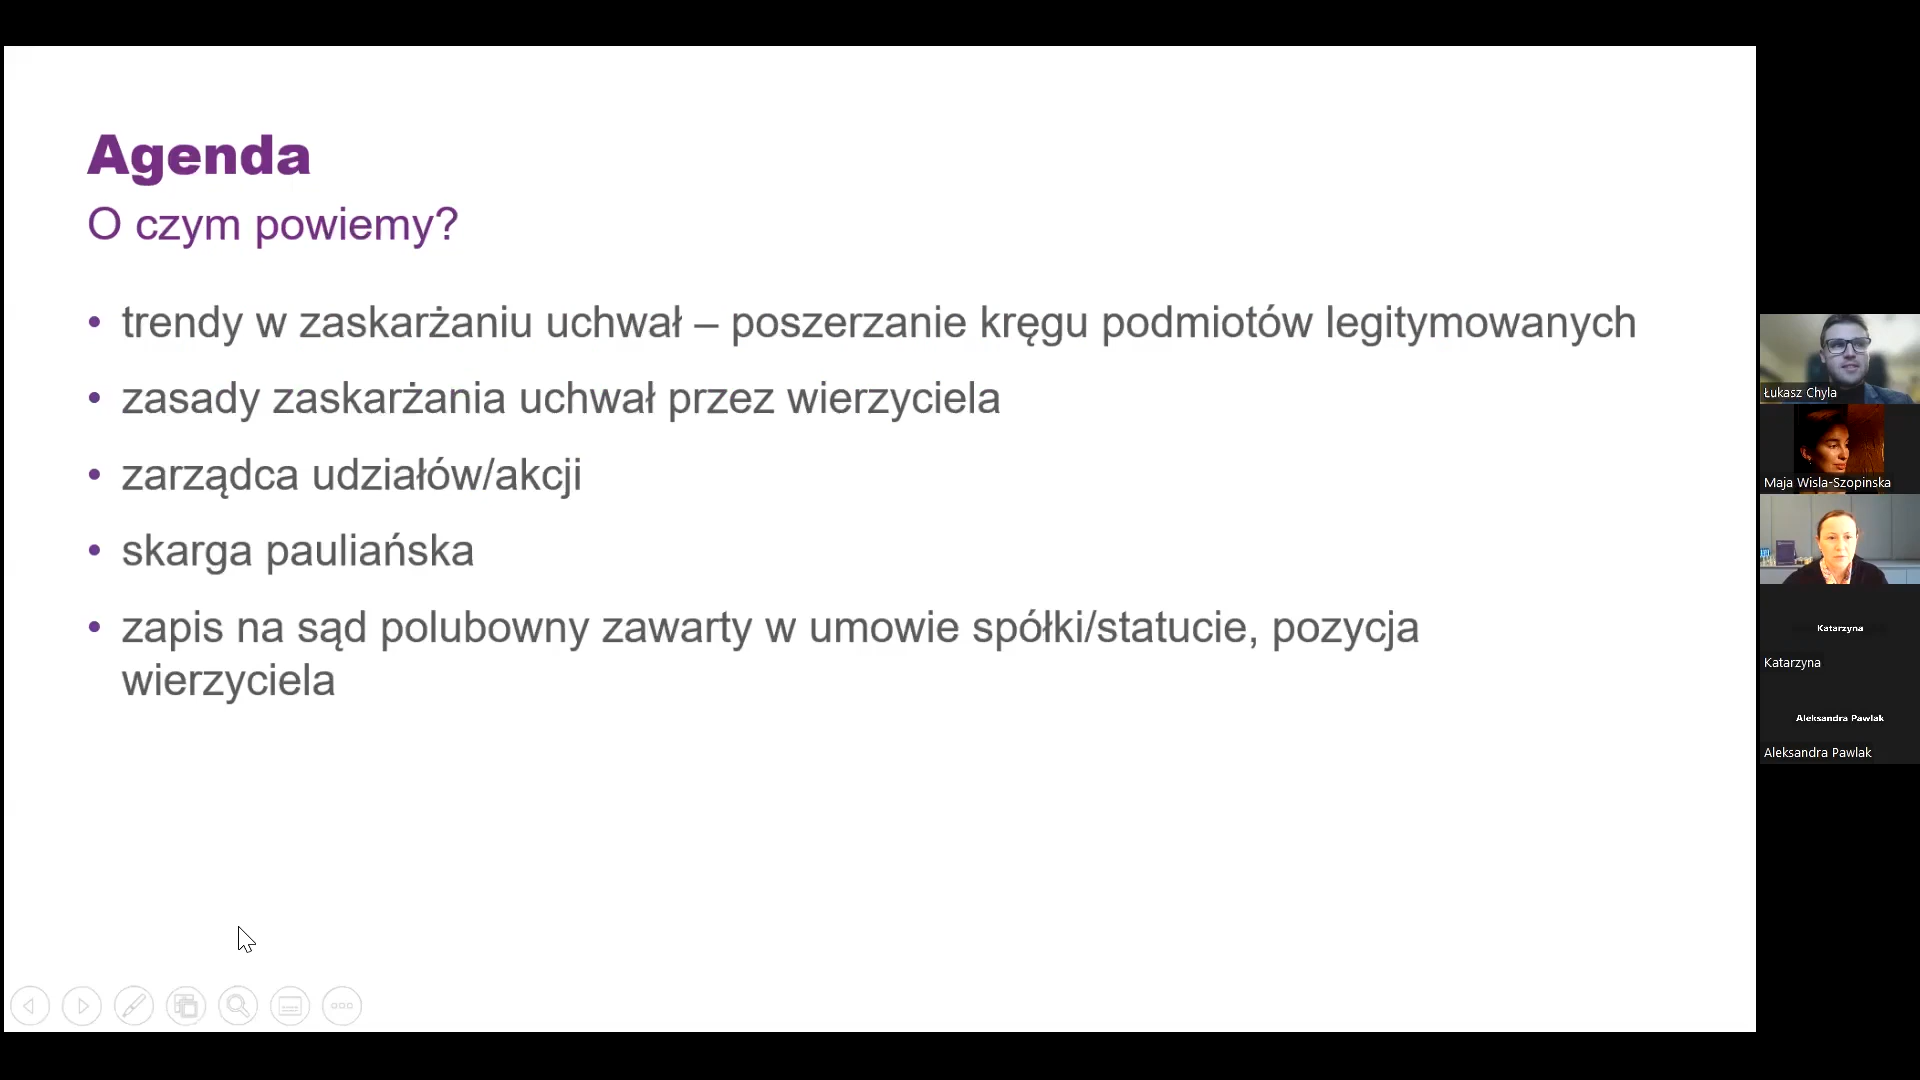 Agenda
O czym powiemy?
• trendy w zaskarżaniu uchwał – poszerzanie kręgu podmiotów legitymowanych
• zasady zaskarżania uchwał przez wierzyciela
• zarządca udziałów/akcji
• skarga pauliańska
• zapis na sąd polubowny zawarty w umowie spółki/statucie, pozycja
wierzyciela
Łukasz Chyla
Maja Wisla-Szopinska
Katarzyna
Katarzyna
Aleksandra Pawlak
Aleksandra Pawlak